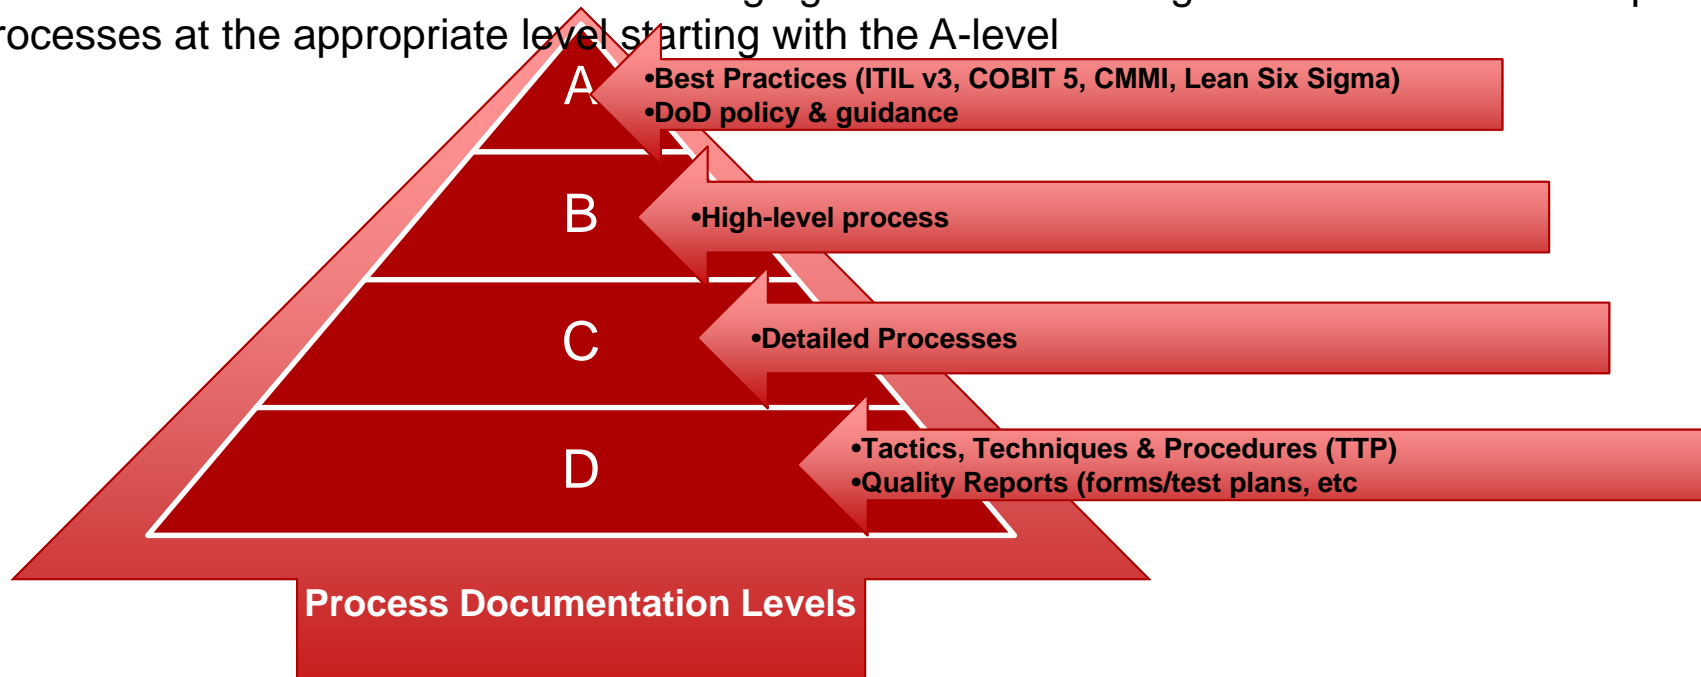 rocesses at the appropriate level starting with the A-level
A
•Best Practices (ITIL v3, COBIT 5, CMMI, Lean Six Sigma)
•DoD policy & guidance
B
•High-level process
C
•Detailed Processes
D
•Tactics, Techniques & Procedures (TTP)
•Quality Reports (forms/test plans, etc
Process Documentation Levels